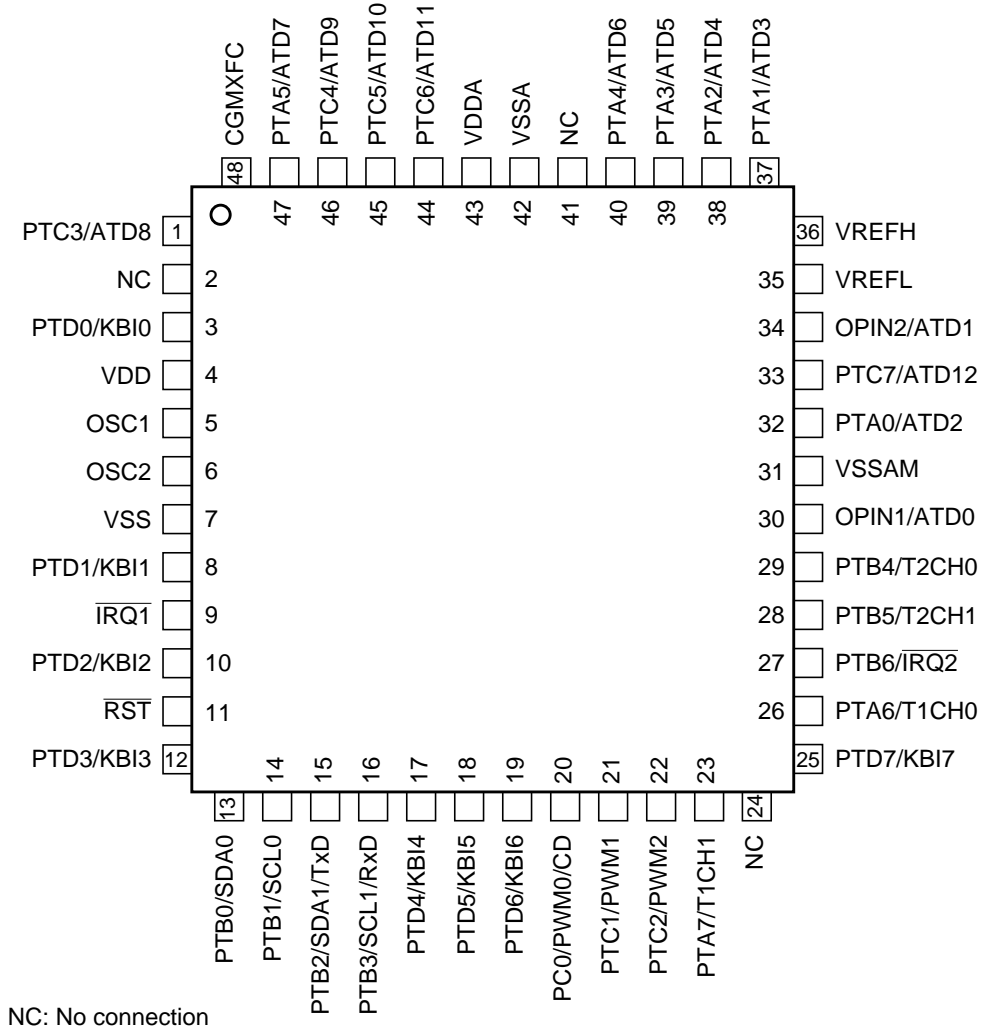 CGMXFC
PTA5/ATD7
PTC4/ATD9
PTC5/ATD10
PTC6/ATD11
VDDA
VSSA
NC
PTA4/ATD6
PTA3/ATD5
PTA2/ATD4
PTA1/ATD3
48
47
46
45
44
43
42
41
40
39
38
37
PTC3/ATD8 1
NC 2
PTD0/KBI0 3
VDD 4
OSC1 5
OSC2 6
VSS 7
PTD1/KBI1 8
IRQ1 9
PTD2/KBI2 10
RST 11
PTD3/KBI3 12
36 VREFH
35 VREFL
34 OPIN2/ATD1
33 PTC7/ATD12
32 PTA0/ATD2
31 VSSAM
30 OPIN1/ATD0
29 PTB4/T2CH0
28 PTB5/T2CH1
27 PTB6/IRQ2
26 PTA6/T1CH0
25 PTD7/KBI7
13
14
15
16
17
18
19
20
21
22
23
24
PTB0/SDA0
PTB1/SCL0
PTB2/SDA1/TxD
PTB3/SCL1/RxD
PTD4/KBI4
PTD5/KBI5
PTD6/KBI6
PC0/PWM0/CD
PTC1/PWM1
PTC2/PWM2
PTA7/T1CH1
NC
NC: No connection